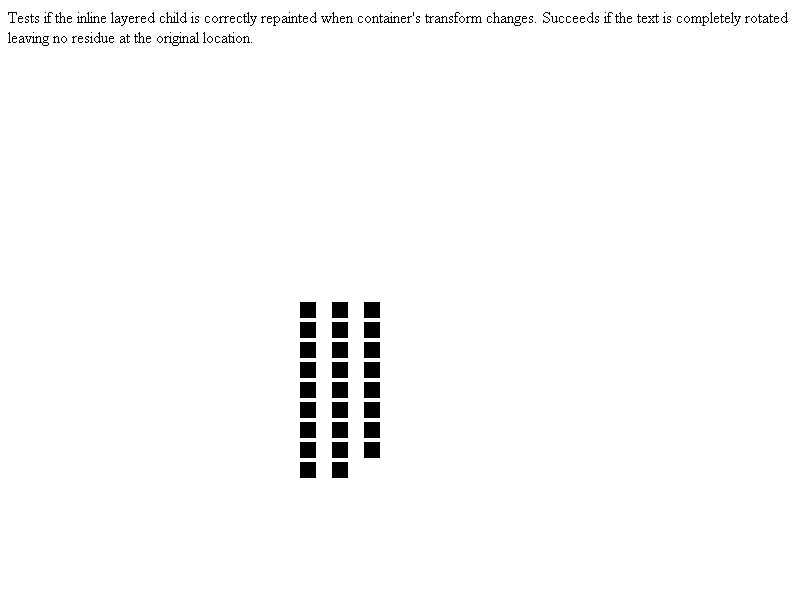 Tests if the inline layered child is correctly repainted when container's transform changes. Succeeds if the text is completely rotated
leaving no residue at the original location.